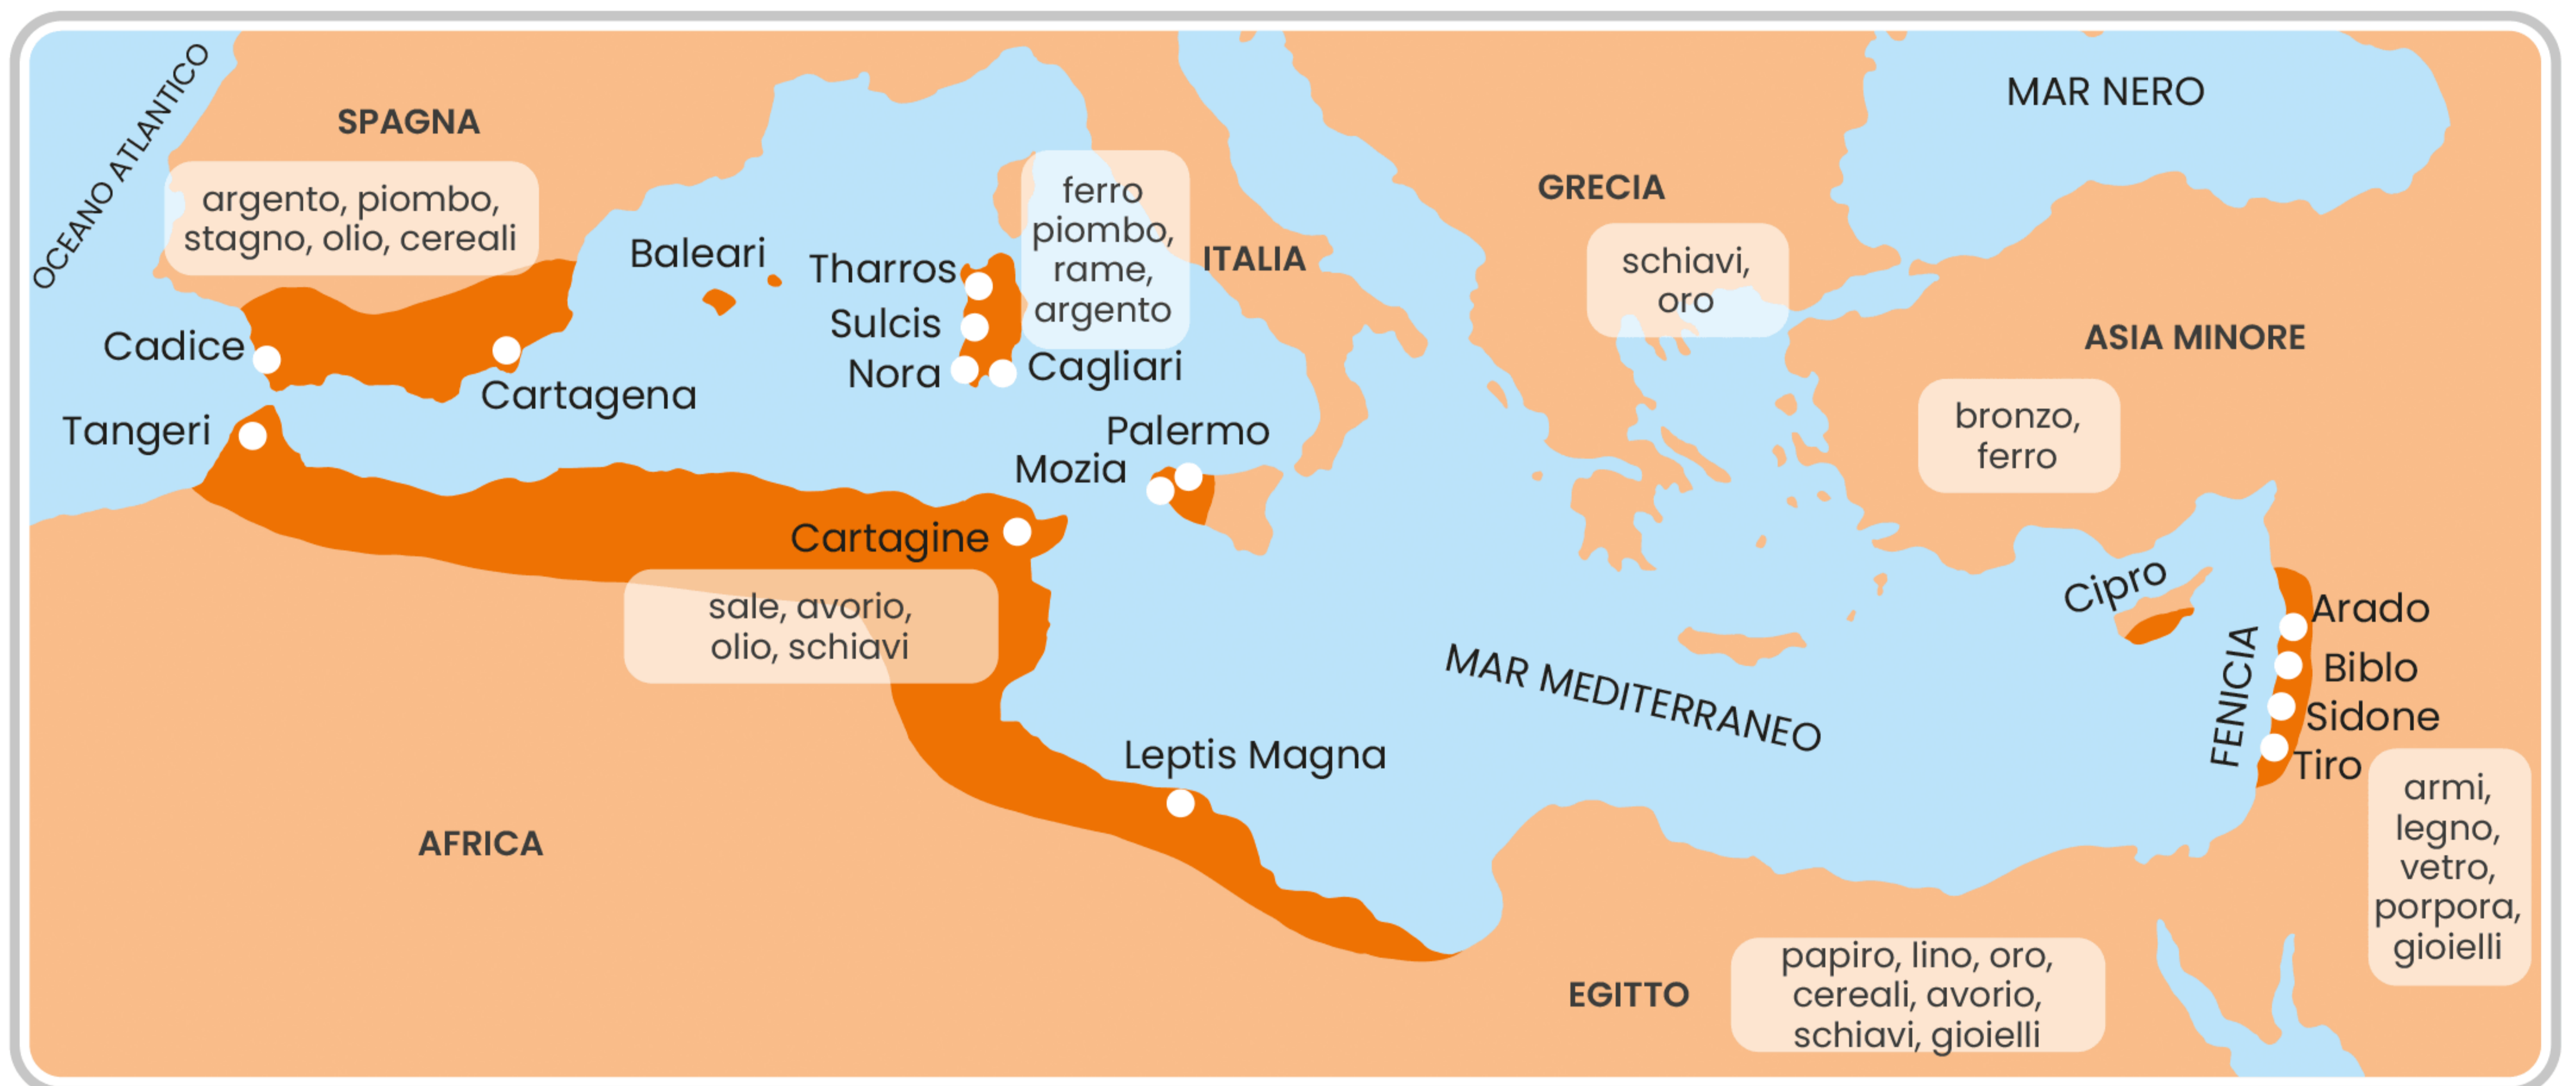 OCEANO ATLANTICO
SPAGNA
argento, piombo,
stagno, olio, cereali
Baleari
Tharros
Sulcis
Nora
Cagliari
ferro
piombo,
rame,
argento
ITALIA
GRECIA
schiavi,
oro
MAR NERO
ASIA MINORE
bronzo,
ferro
Cadice
Cartagena
Tangeri
Palermo
Mozia
Cartagine
sale, avorio,
olio, schiavi
Leptis Magna
MAR MEDITERRANEO
Cipro
FENICIA
Arado
Biblo
Sidone
Tiro
armi,
legno,
vetro,
porpora,
gioielli
AFRICA
EGITTO
papiro, lino, oro,
cereali, avorio,
schiavi, gioielli